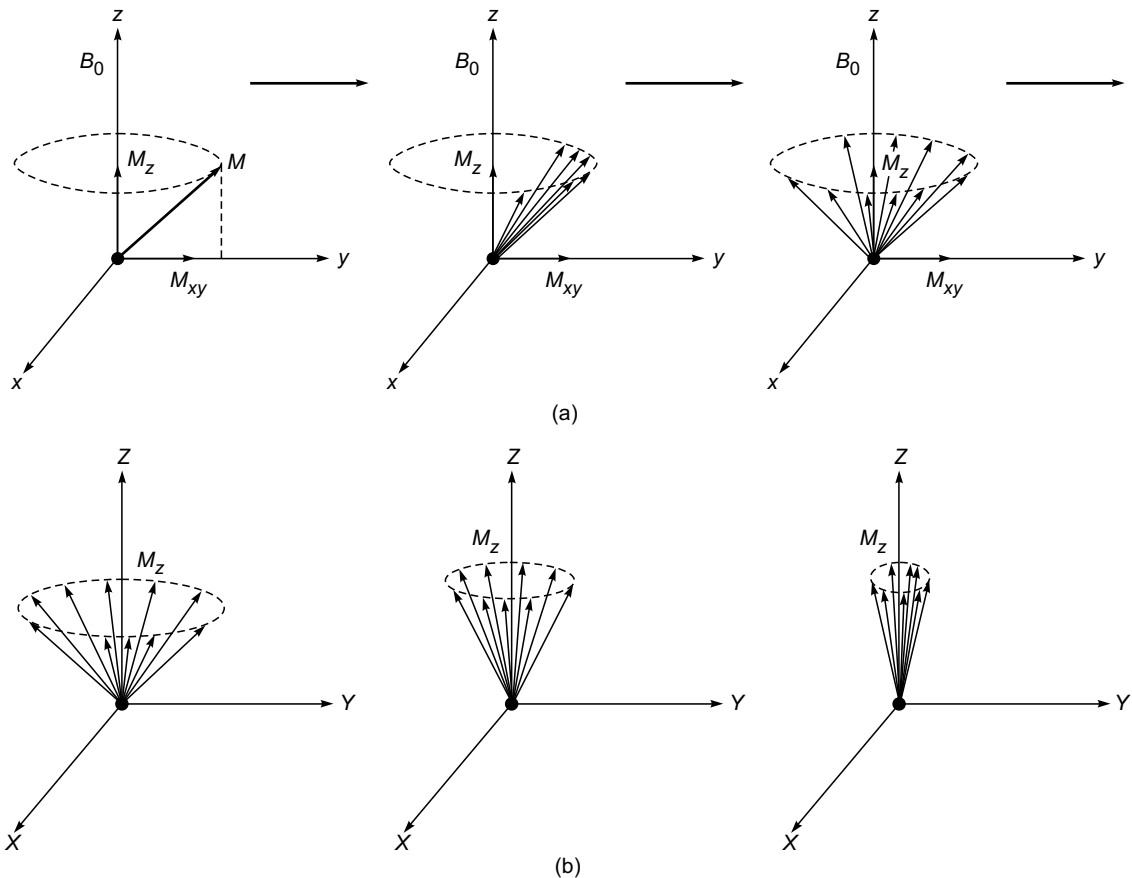 z z z
B0 B0 B0
Mz M Mz Mz
y y y
Mxy Mxy Mxy
x x x
(a)
Z Z Z
Mz Mz Mz
Y Y Y
X X X
(b)